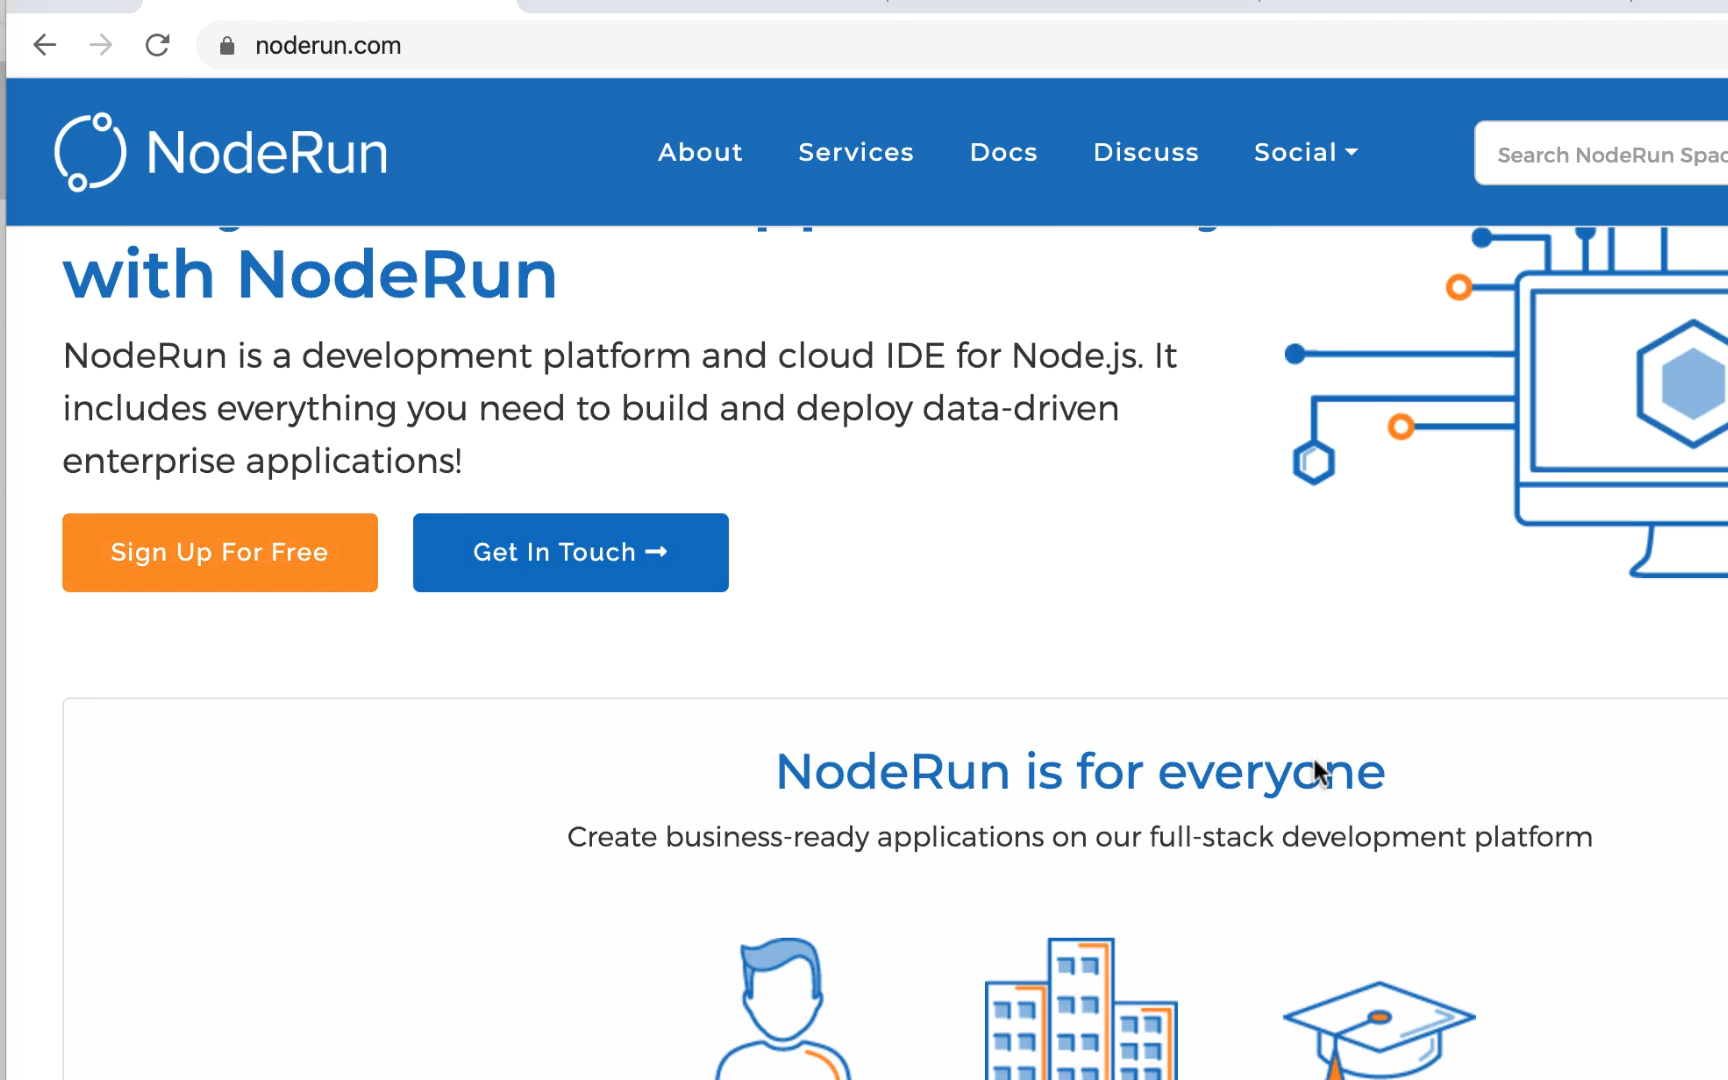 noderun.com
NodeRun
About Services Docs Discuss Social
Search NodeRun
with NodeRun
NodeRun is a development platform and cloud IDE for Node.js. It
includes everything you need to build and deploy data-driven
enterprise applications!
Sign Up For Free
Get In Touch →
NodeRun is for everyone
Create business-ready applications on our full-stack development platform